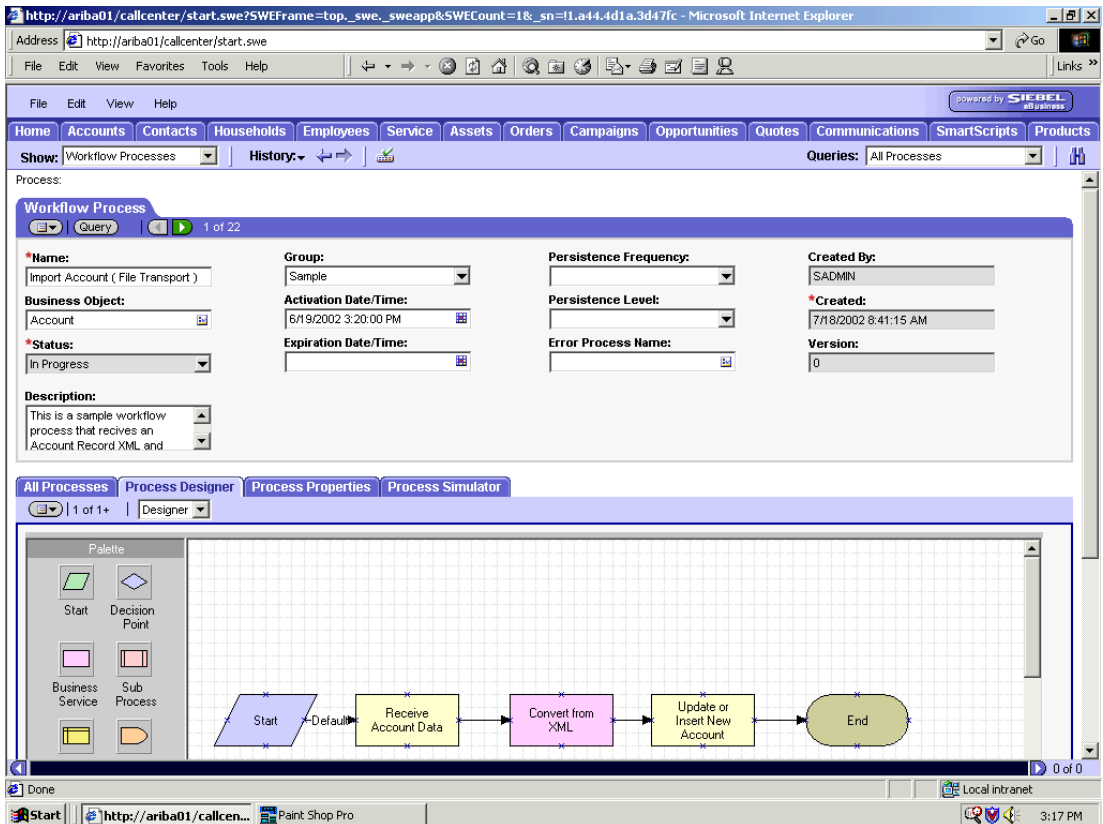 http://ariba01/callcenter/start.swe?SWEFrame=top._swe._sweapp&SWECount=1&_sn=!1.a44.4d1a.3d47fc - Microsoft Internet Explorer
Address http://ariba01/callcenter/start.swe Go
File Edit View Favorites Tools Help Links »
File Edit View Help powered by SIEBEL eBusiness
Home Accounts Contacts Households Employees Service Assets Orders Campaigns Opportunities Quotes Communications SmartScripts Products
Show: Workflow Processes History: Queries: All Processes
Process:
Workflow Process
Query 1 of 22
*Name: Group: Persistence Frequency: Created By:
Import Account ( File Transport ) Sample SADMIN
Business Object: Activation Date/Time: Persistence Level: *Created:
Account 6/19/2002 3:20:00 PM 7/18/2002 8:41:15 AM
*Status: Expiration Date/Time: Error Process Name: Version:
In Progress 0
Description:
This is a sample workflow
process that recives an
Account Record XML and
All Processes Process Designer Process Properties Process Simulator
1 of 1+ Designer
Palette
Start Decision Point
Business Service Sub Process
Start Default Receive Account Data Convert from XML Update or Insert New Account End
0 of 0
Done Local intranet
Start http://ariba01/callcen... Paint Shop Pro 3:17 PM